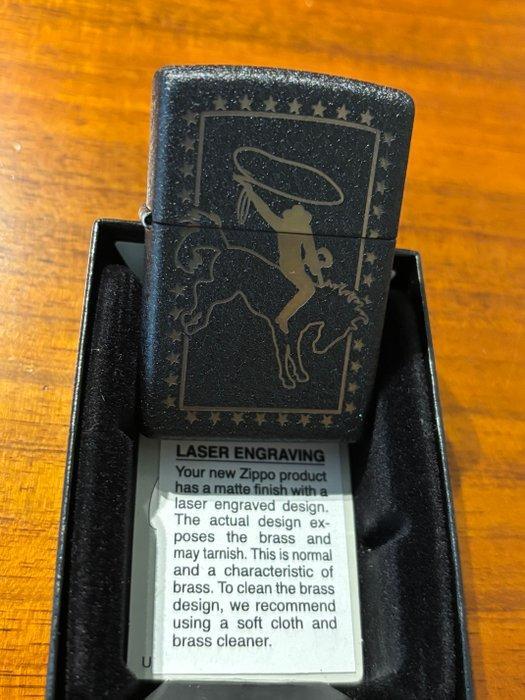 LASER ENGRAVING
Your new Zippo product
has a matte finish with a
laser engraved design.
The actual design ex-
poses the brass and
may tarnish. This is normal
and a characteristic of
brass. To clean the brass
design, we recommend
using a soft cloth and
brass cleaner.
U